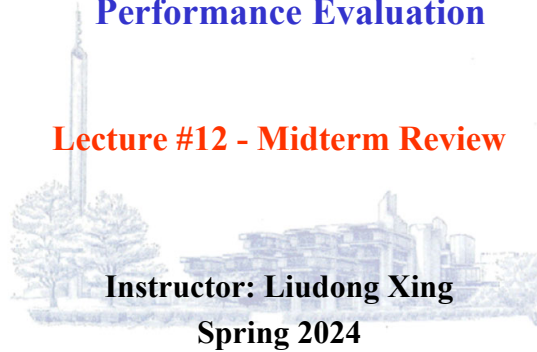 Performance Evaluation
Lecture #12 - Midterm Review
Instructor: Liudong Xing
Spring 2024